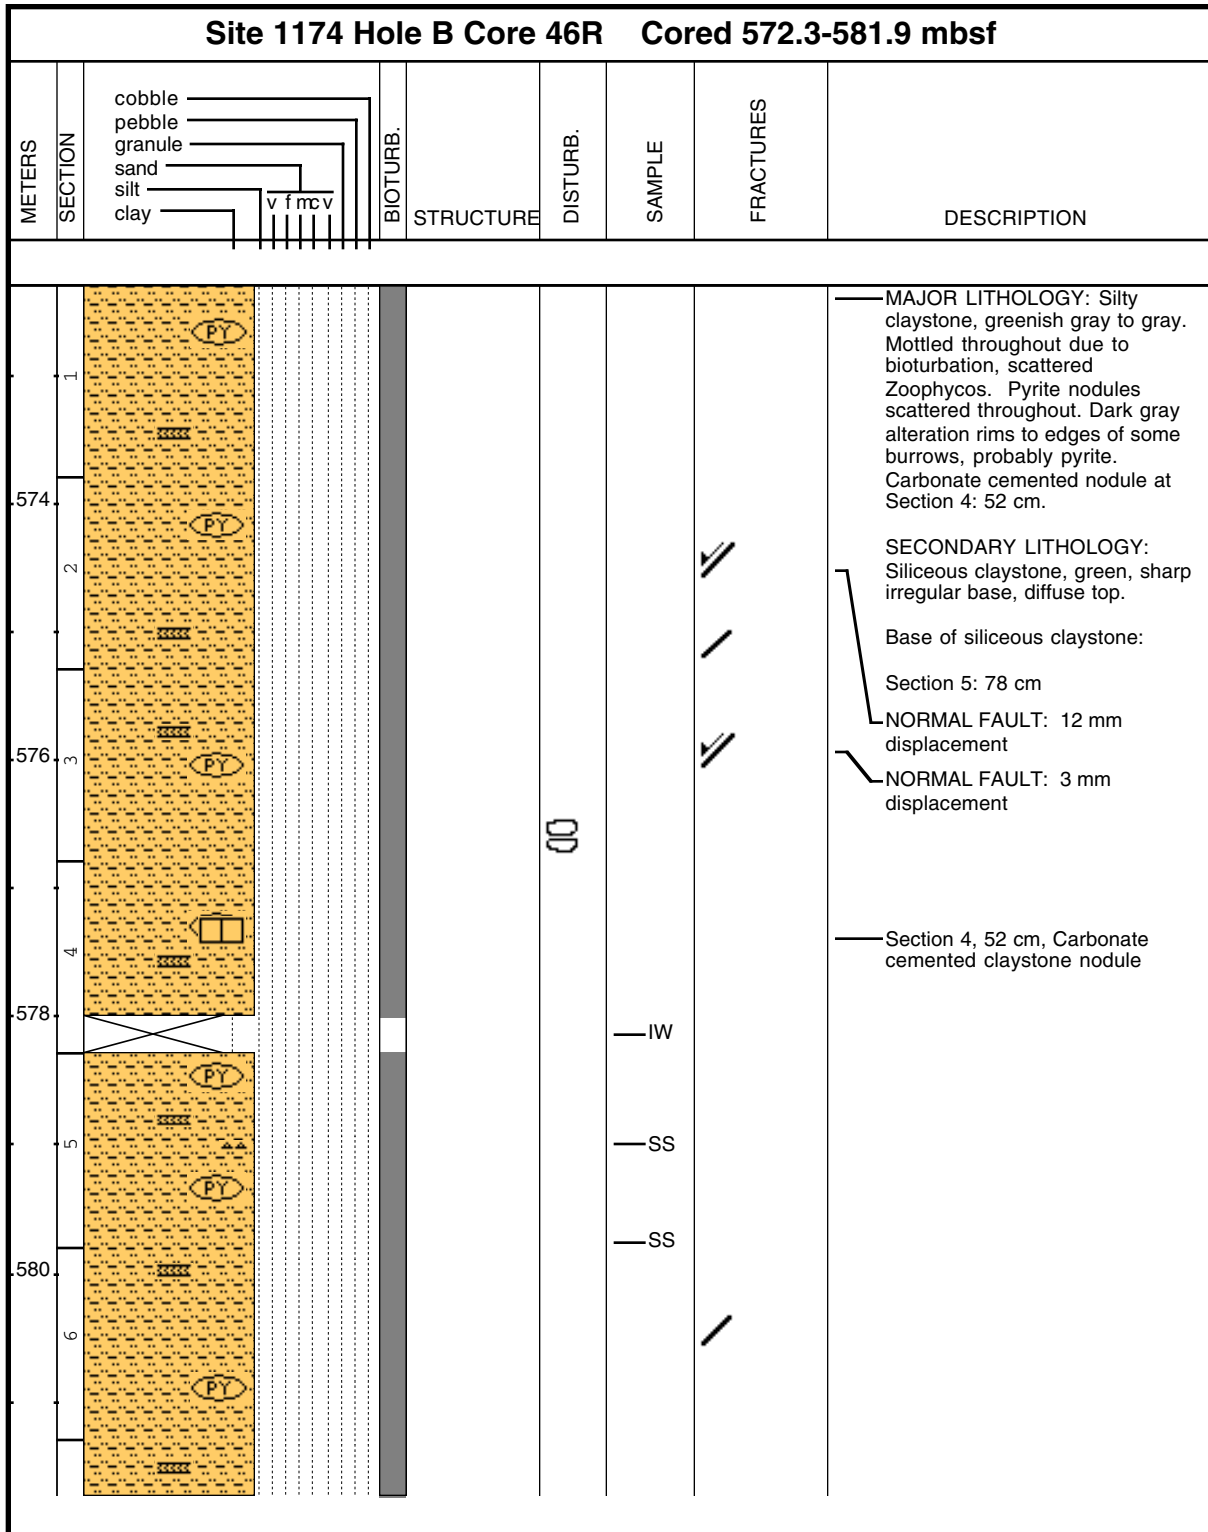 Site 1174 Hole B Core 46R Cored 572.3-581.9 mbsf
METERS
SECTION
cobble
pebble
granule
sand
silt
clay
v f m c v
BIOTURB.
STRUCTURE
DISTURB.
SAMPLE
FRACTURES
DESCRIPTION
PY
1
574
PY
2
576
3
PY
4
578
PY
5
PY
580
6
PY
IW
SS
SS
MAJOR LITHOLOGY: Silty
claystone, greenish gray to gray.
Mottled throughout due to
bioturbation, scattered
Zoophycos. Pyrite nodules
scattered throughout. Dark gray
alteration rims to edges of some
burrows, probably pyrite.
Carbonate cemented nodule at
Section 4: 52 cm.
SECONDARY LITHOLOGY:
Siliceous claystone, green, sharp
irregular base, diffuse top.
Base of siliceous claystone:
Section 5: 78 cm
NORMAL FAULT: 12 mm
displacement
NORMAL FAULT: 3 mm
displacement
Section 4, 52 cm, Carbonate
cemented claystone nodule